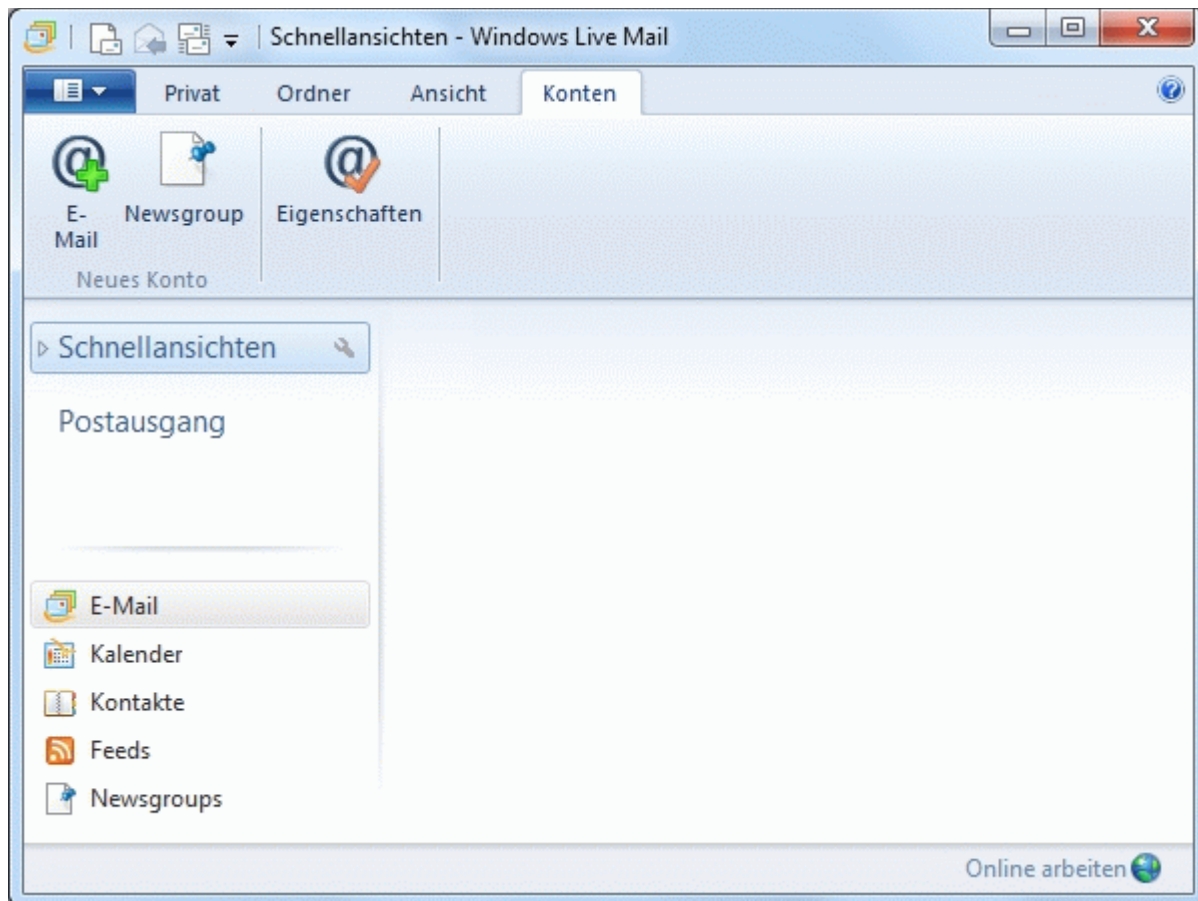 Schnellansichten - Windows Live Mail
Privat Ordner Ansicht Konten
E-
Mail
Newsgroup
Eigenschaften
Neues Konto
Schnellansichten
Postausgang
E-Mail
Kalender
Kontakte
Feeds
Newsgroups
Online arbeiten